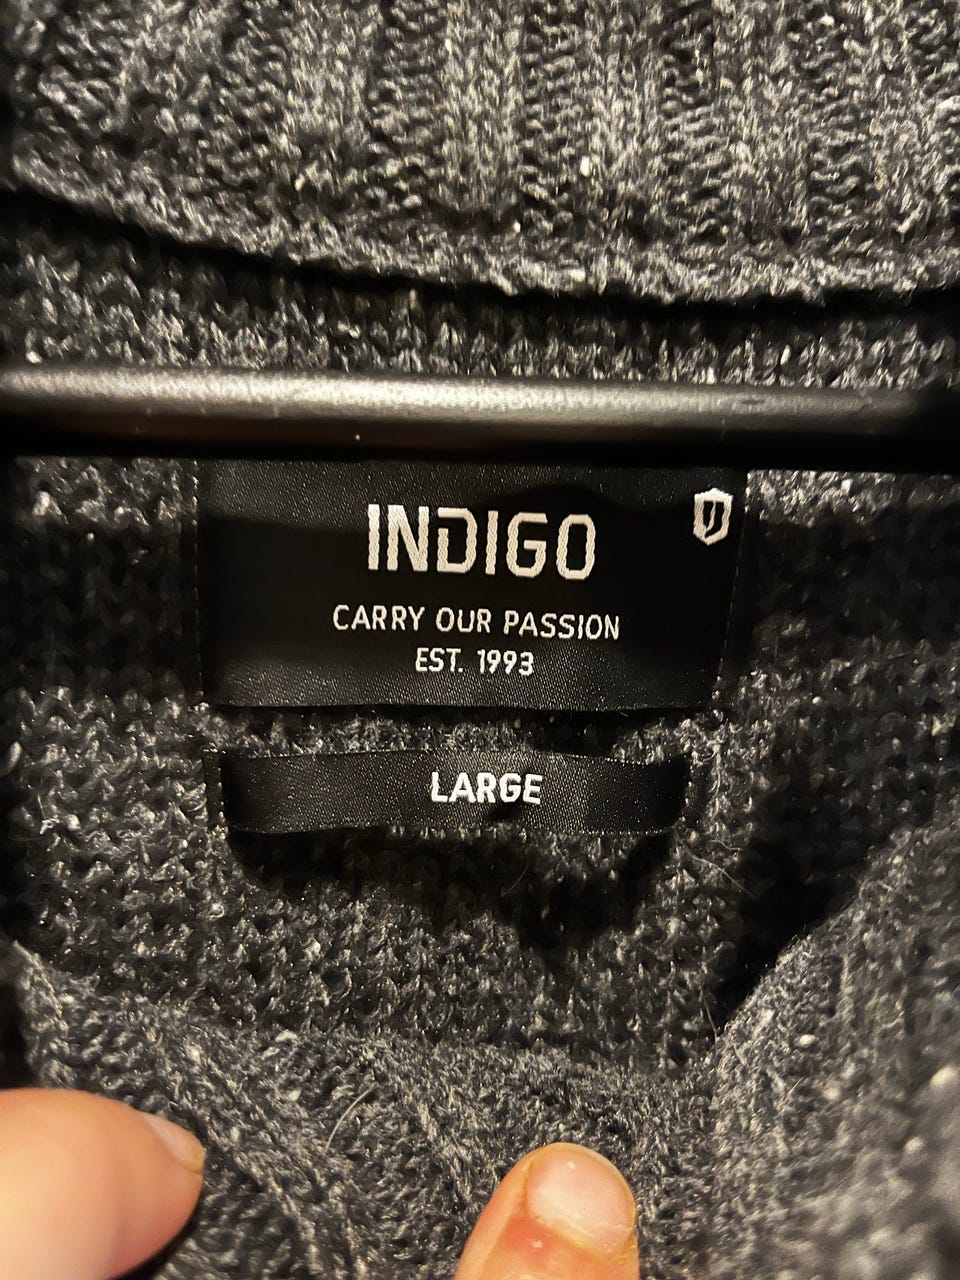 INDIGO
CARRY OUR PASSION
EST. 1993
LARGE